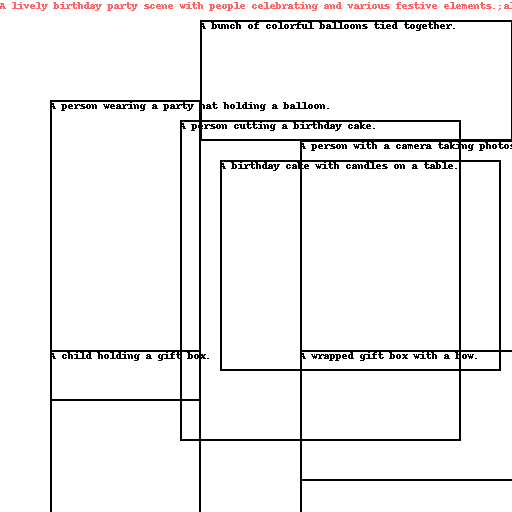 A lively birthday party scene with people celebrating and various festive elements.;al
A bunch of colorful balloons tied together.
A person wearing a party hat holding a balloon.
A person cutting a birthday cake.
A person with a camera taking photos
A birthday cake with candles on a table.
A child holding a gift box.
A wrapped gift box with a bow.